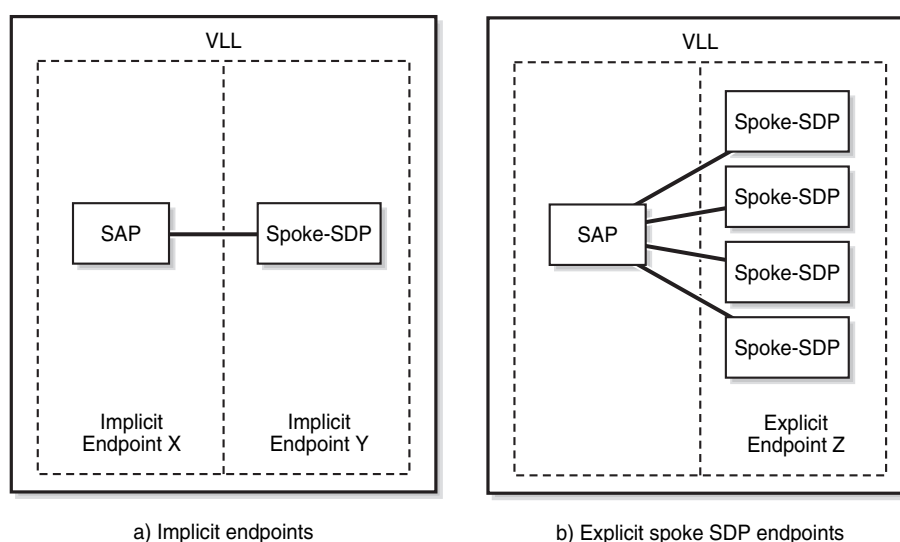 VLL
SAP
Spoke-SDP
Implicit
Endpoint X
Implicit
Endpoint Y
a) Implicit endpoints
VLL
SAP
Spoke-SDP
Spoke-SDP
Spoke-SDP
Spoke-SDP
Explicit
Endpoint Z
b) Explicit spoke SDP endpoints